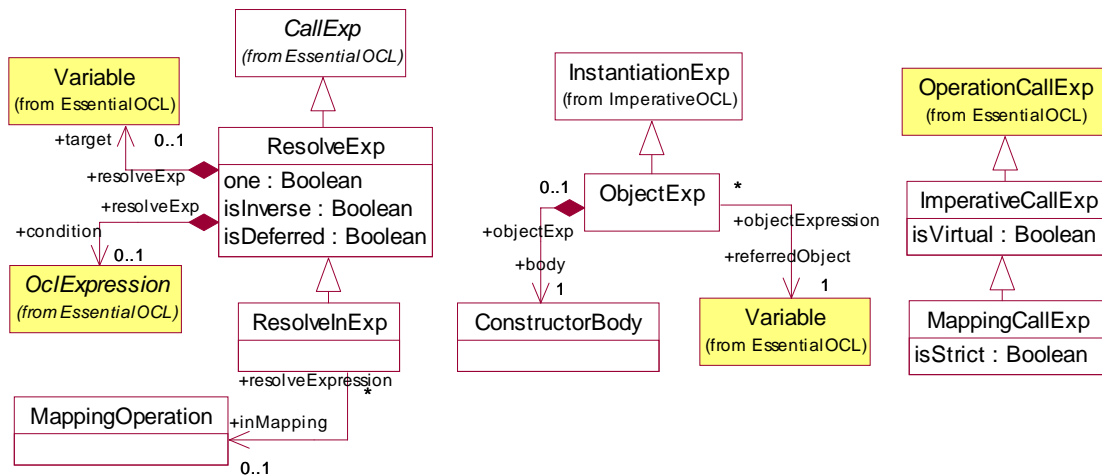 CallExp
(from EssentialOCL)
Variable
(from EssentialOCL)
+target
0..1
+resolveExp
ResolveExp
one : Boolean
isInverse : Boolean
isDeferred : Boolean
+resolveExp
+condition
0..1
OclExpression
(from EssentialOCL)
ResolveInExp
+resolveExpression
*
MappingOperation
+inMapping
0..1
InstantiationExp
(from ImperativeOCL)
ObjectExp
0..1
+objectExp
+body
1
ConstructorBody
*
+objectExpression
+referredObject
1
Variable
(from EssentialOCL)
OperationCallExp
(from EssentialOCL)
ImperativeCallExp
isVirtual : Boolean
MappingCallExp
isStrict : Boolean